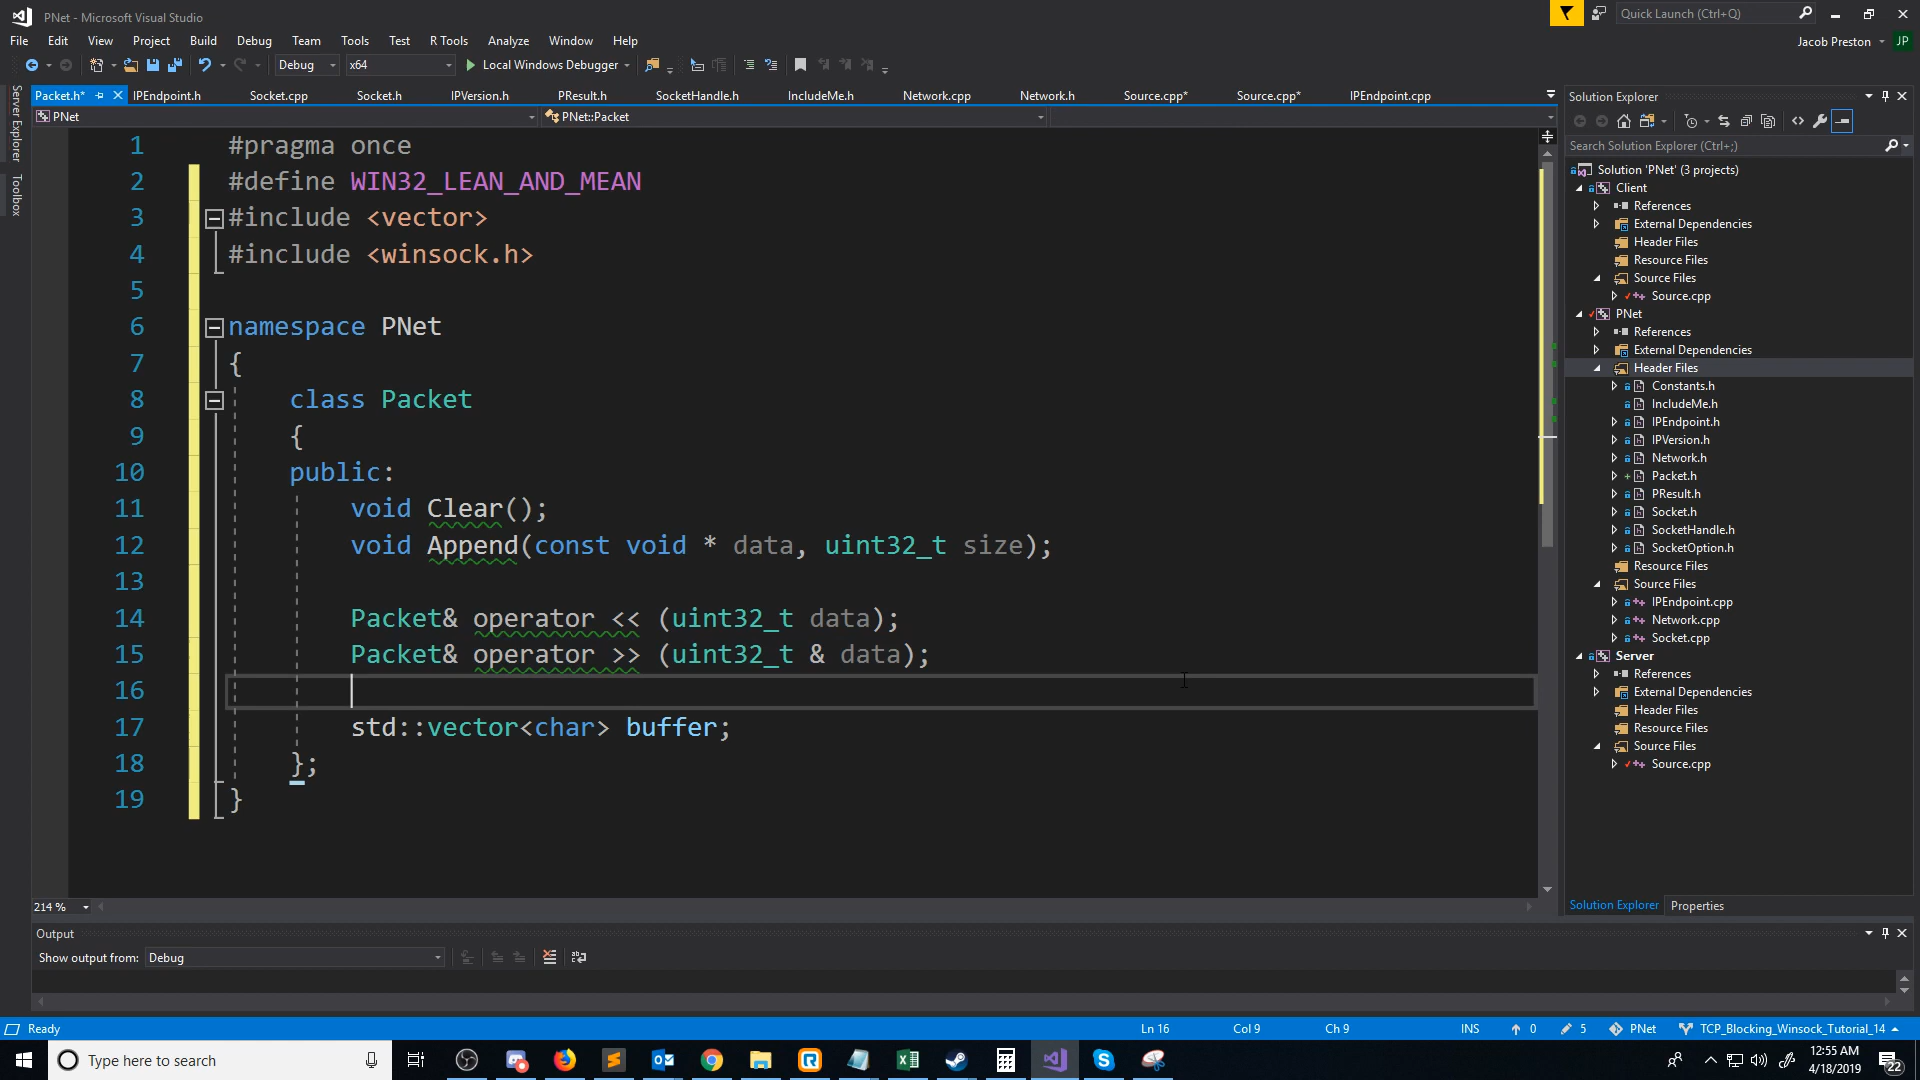 PNet - Microsoft Visual Studio
Quick Launch (Ctrl+Q)
File Edit View Project Build Debug Team Tools Test R Tools Analyze Window Help
Jacob Preston JP
Debug x64 Local Windows Debugger
Server Explorer
Toolbox
Packet.h* IPEndpoint.h Socket.cpp Socket.h IPVersion.h PResult.h SocketHandle.h IncludeMe.h Network.cpp Network.h Source.cpp* Source.cpp* IPEndpoint.cpp
PNet PNet::Packet
1 #pragma once
2 #define WIN32_LEAN_AND_MEAN
3 #include <vector>
4 #include <winsock.h>
5
6 namespace PNet
7 {
8 class Packet
9 {
10 public:
11 void Clear();
12 void Append(const void * data, uint32_t size);
13
14 Packet& operator << (uint32_t data);
15 Packet& operator >> (uint32_t & data);
16
17 std::vector<char> buffer;
18 };
19 }
214 %
Solution Explorer
Search Solution Explorer (Ctrl+;)
Solution 'PNet' (3 projects)
Client
References
External Dependencies
Header Files
Resource Files
Source Files
Source.cpp
PNet
References
External Dependencies
Header Files
Constants.h
IncludeMe.h
IPEndpoint.h
IPVersion.h
Network.h
Packet.h
PResult.h
Socket.h
SocketHandle.h
SocketOption.h
Resource Files
Source Files
IPEndpoint.cpp
Network.cpp
Socket.cpp
Server
References
External Dependencies
Header Files
Resource Files
Source Files
Source.cpp
Solution Explorer Properties
Output
Show output from: Debug
Ready Ln 16 Col 9 Ch 9 INS 0 5 PNet TCP_Blocking_Winsock_Tutorial_14
Type here to search
12:55 AM
4/18/2019
22